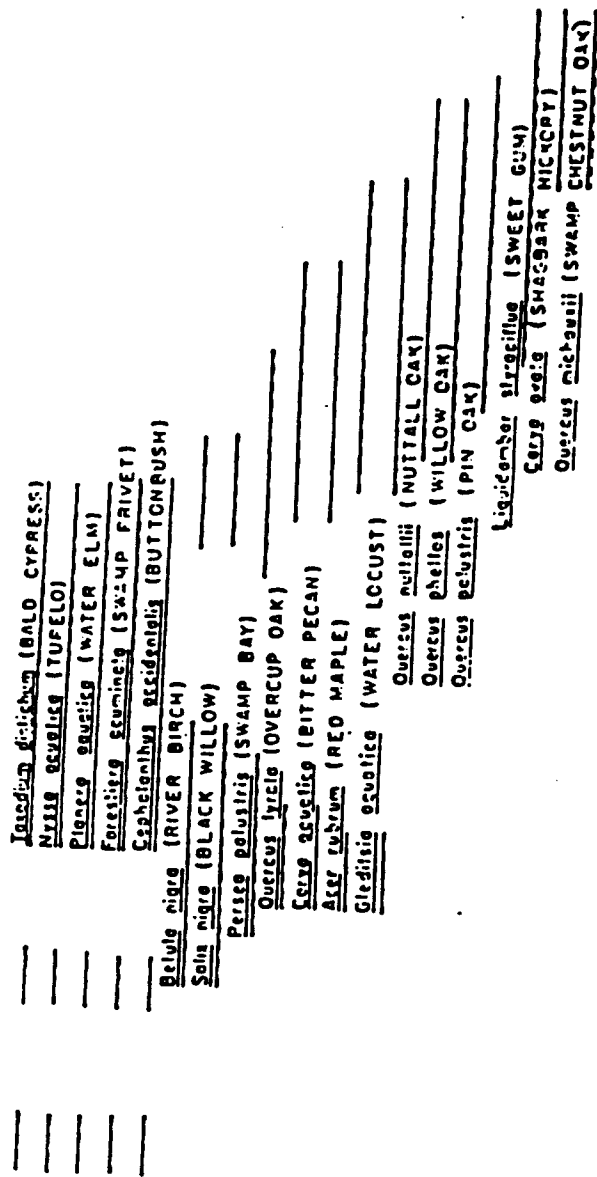 Taxodium distichum (BALD CYPRESS)
Nyssa aquatica (TUPELO)
Planera aquatica (WATER ELM)
Forestiera acuminata (SWAMP PRIVET)
Cephalanthus occidentalis (BUTTONBUSH)
Betula nigra (RIVER BIRCH)
Salix nigra (BLACK WILLOW)
Persea palustris (SWAMP BAY)
Quercus lyrata (OVERCUP OAK)
Carya aquatica (BITTER PECAN)
Acer rubrum (RED MAPLE)
Gleditsia aquatica (WATER LOCUST)
Quercus nuttallii (NUTTALL OAK)
Quercus phellos (WILLOW OAK)
Quercus palustris (PIN OAK)
Liquidambar styraciflua (SWEET GUM)
Carya ovata (SHAGBARK HICKORY)
Quercus michauxii (SWAMP CHESTNUT OAK)